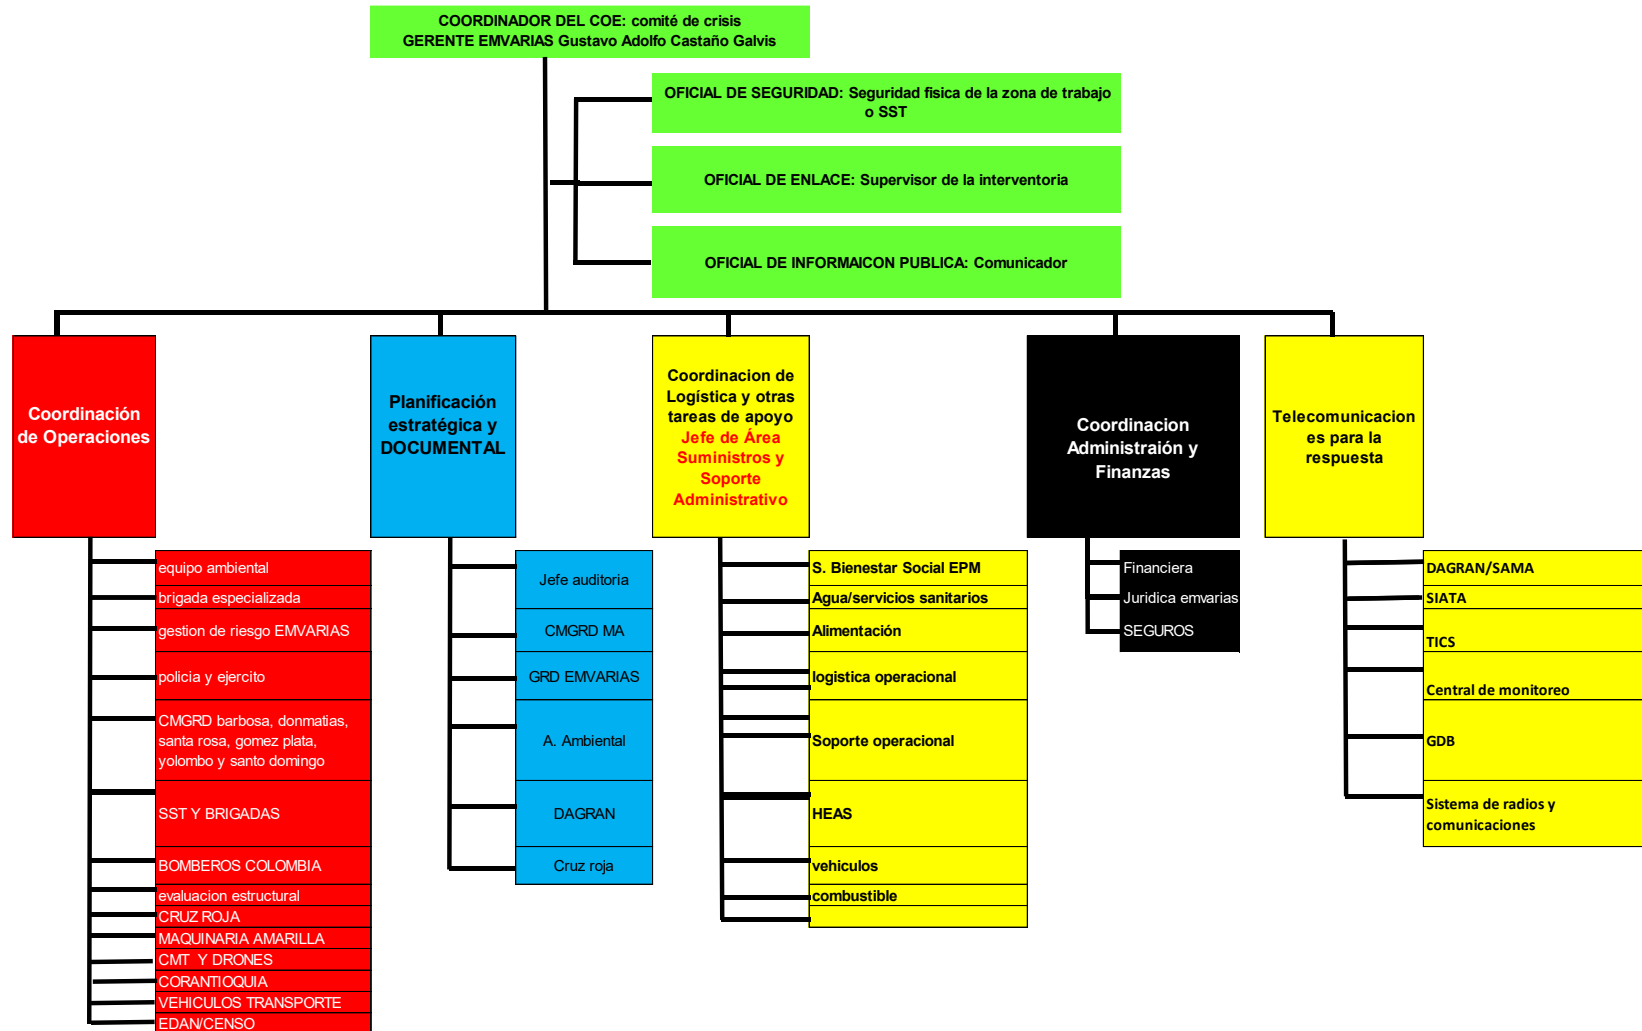 COORDINADOR DEL COE: comité de crisis
GERENTE EMVARIAS Gustavo Adolfo Castaño Galvis
OFICIAL DE SEGURIDAD: Seguridad fisica de la zona de trabajo
o SST
OFICIAL DE ENLACE: Supervisor de la interventoria
OFICIAL DE INFORMAICON PUBLICA: Comunicador
Coordinación
de Operaciones
equipo ambiental
brigada especializada
gestion de riesgo EMVARIAS
policia y ejercito
CMGRD barbosa, donmatias,
santa rosa, gomez plata,
yolombo y santo domingo
SST Y BRIGADAS
BOMBEROS COLOMBIA
evaluacion estructural
CRUZ ROJA
MAQUINARIA AMARILLA
CMT Y DRONES
CORANTIOQUIA
VEHICULOS TRANSPORTE
EDAN/CENSO
Planificación
estratégica y
DOCUMENTAL
Jefe auditoria
CMGRD MA
GRD EMVARIAS
A. Ambiental
DAGRAN
Cruz roja
Coordinacion de
Logística y otras
tareas de apoyo
Jefe de Área
Suministros y
Soporte
Administrativo
S. Bienestar Social EPM
Agua/servicios sanitarios
Alimentación
logistica operacional
Soporte operacional
HEAS
vehiculos
combustible
Coordinacion
Administraión y
Finanzas
Financiera
Juridica emvarias
SEGUROS
Telecomunicacion
es para la
respuesta
DAGRAN/SAMA
SIATA
TICS
Central de monitoreo
GDB
Sistema de radios y
comunicaciones